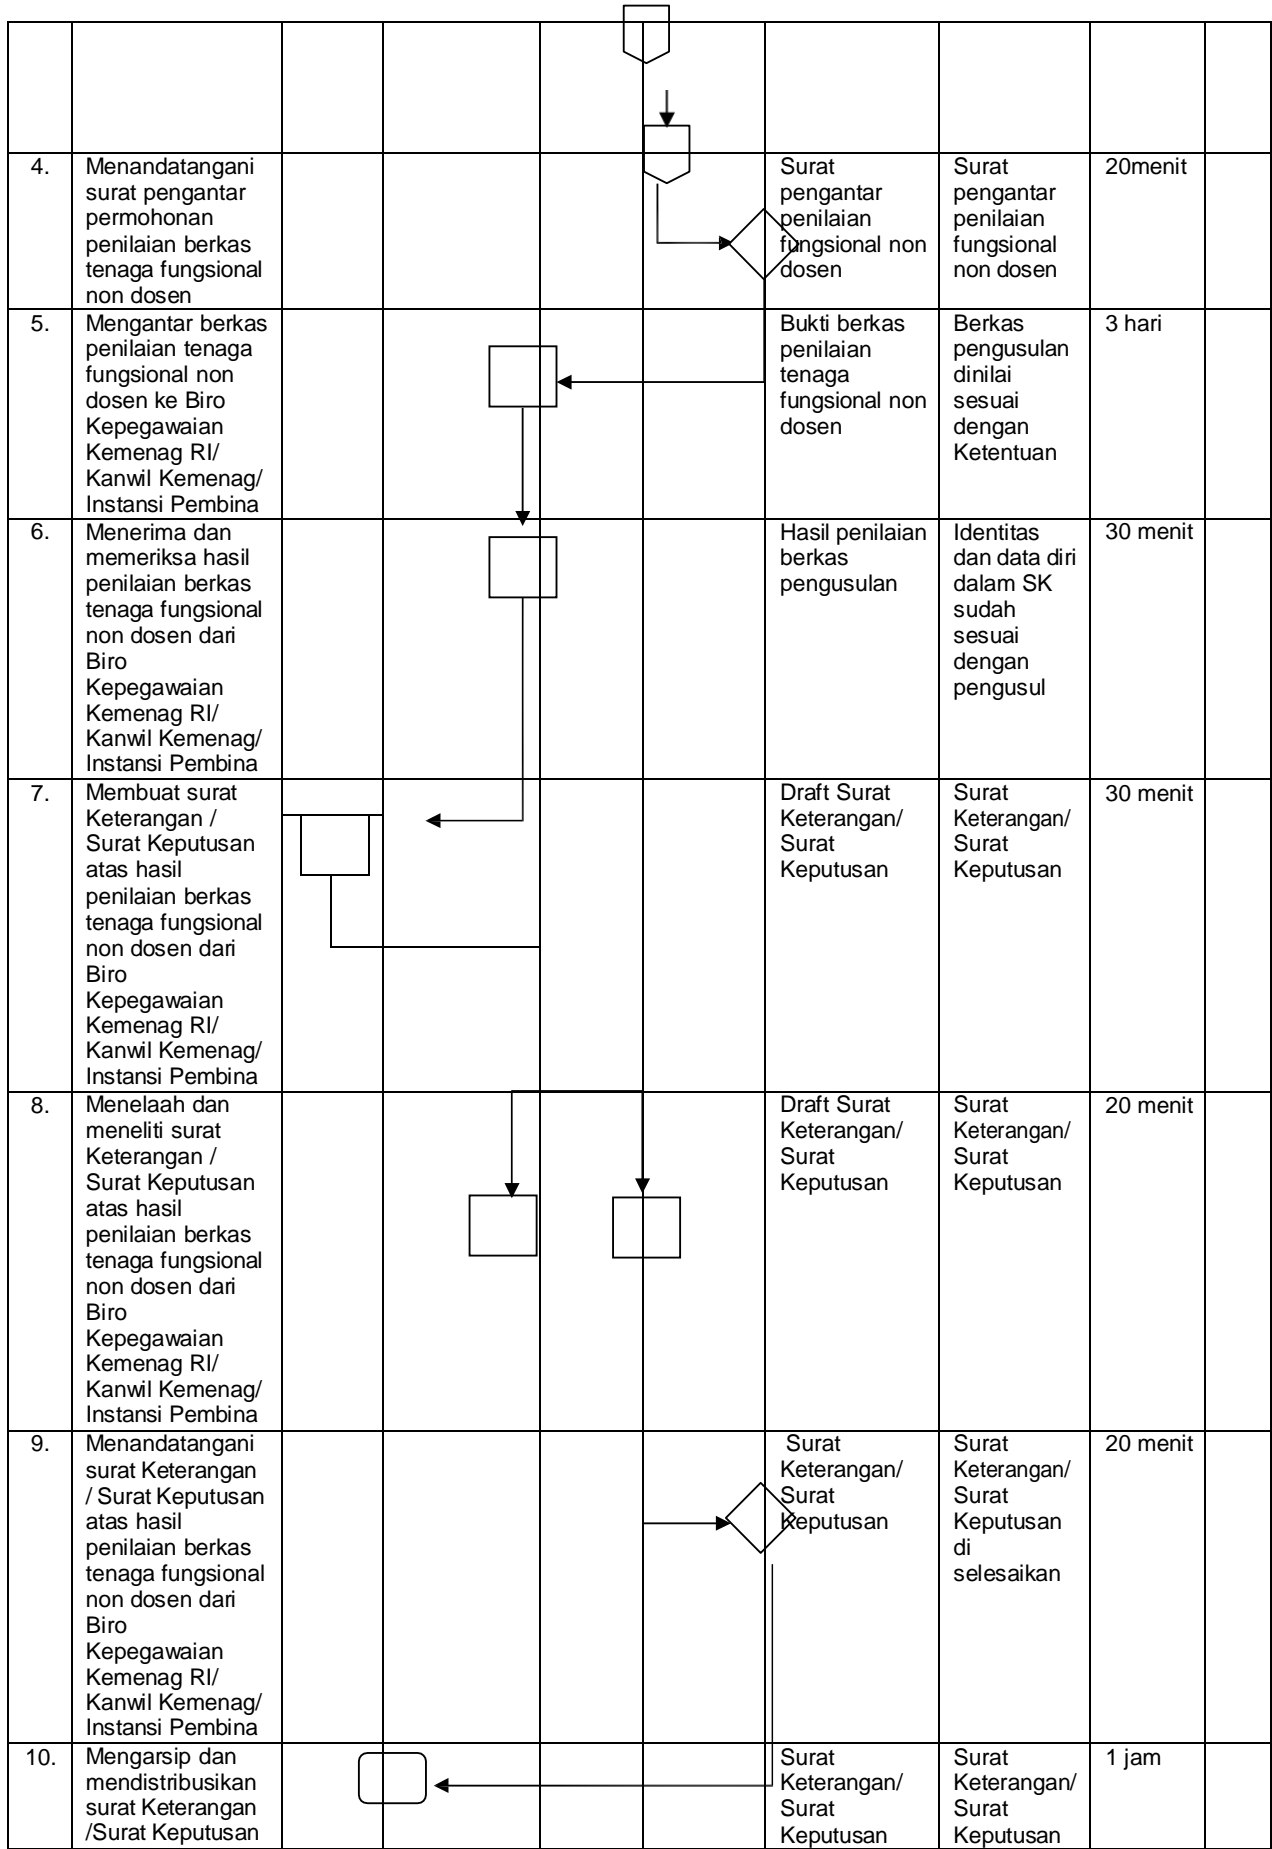 4.
Menandatangani
surat pengantar
permohonan
penilaian berkas
tenaga fungsional
non dosen
Surat
pengantar
penilaian
fungsional non
dosen
Surat
pengantar
penilaian
fungsional
non dosen
20menit
5.
Mengantar berkas
penilaian tenaga
fungsional non
dosen ke Biro
Kepegawaian
Kemenag RI/
Kanwil Kemenag/
Instansi Pembina
Bukti berkas
penilaian
tenaga
fungsional non
dosen
Berkas
pengusulan
dinilai
sesuai
dengan
Ketentuan
3 hari
6.
Menerima dan
memeriksa hasil
penilaian berkas
tenaga fungsional
non dosen dari
Biro
Kepegawaian
Kemenag RI/
Kanwil Kemenag/
Instansi Pembina
Hasil penilaian
berkas
pengusulan
Identitas
dan data diri
dalam SK
sudah
sesuai
dengan
pengusul
30 menit
7.
Membuat surat
Keterangan /
Surat Keputusan
atas hasil
penilaian berkas
tenaga fungsional
non dosen dari
Biro
Kepegawaian
Kemenag RI/
Kanwil Kemenag/
Instansi Pembina
Draft Surat
Keterangan/
Surat
Keputusan
Surat
Keterangan/
Surat
Keputusan
30 menit
8.
Menelaah dan
meneliti surat
Keterangan /
Surat Keputusan
atas hasil
penilaian berkas
tenaga fungsional
non dosen dari
Biro
Kepegawaian
Kemenag RI/
Kanwil Kemenag/
Instansi Pembina
Draft Surat
Keterangan/
Surat
Keputusan
Surat
Keterangan/
Surat
Keputusan
20 menit
9.
Menandatangani
surat Keterangan
/ Surat Keputusan
atas hasil
penilaian berkas
tenaga fungsional
non dosen dari
Biro
Kepegawaian
Kemenag RI/
Kanwil Kemenag/
Instansi Pembina
Surat
Keterangan/
Surat
Keputusan
Surat
Keterangan/
Surat
Keputusan
di
selesaikan
20 menit
10.
Mengarsip dan
mendistribusikan
surat Keterangan
/Surat Keputusan
Surat
Keterangan/
Surat
Keputusan
Surat
Keterangan/
Surat
Keputusan
1 jam